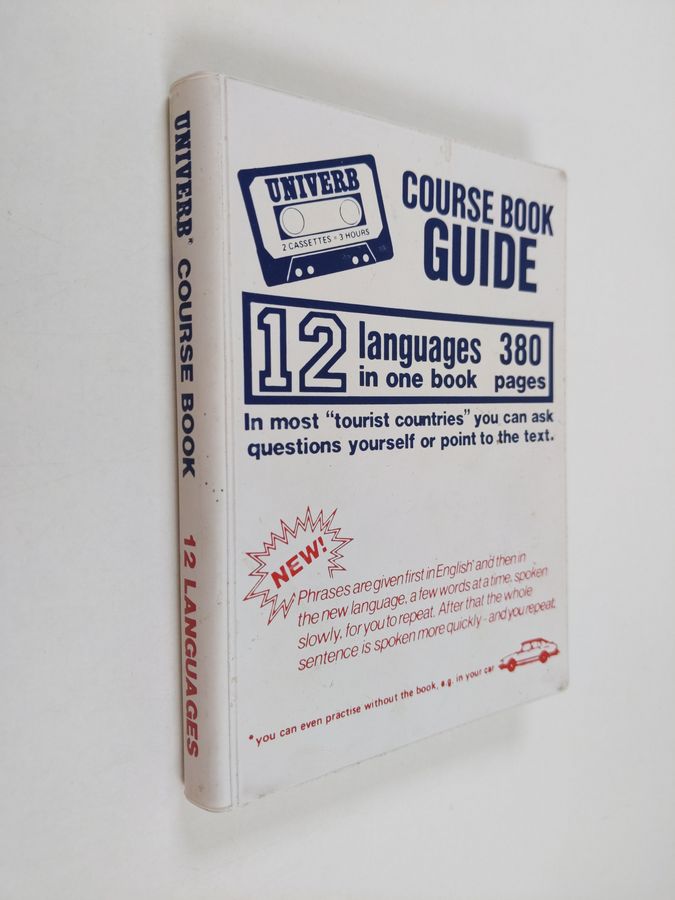 UNIVERB* COURSE BOOK 12 LANGUAGES
UNIVERB
2 CASSETTES = 3 HOURS
COURSE BOOK
GUIDE
12 languages 380
in one book pages
In most "tourist countries" you can ask
questions yourself or point to the text.
NEW!
Phrases are given first in English* and then in
the new language, a few words at a time, spoken
slowly, for you to repeat. After that the whole
sentence is spoken more quickly - and you repeat.
*you can even practise without the book, e.g. in your car